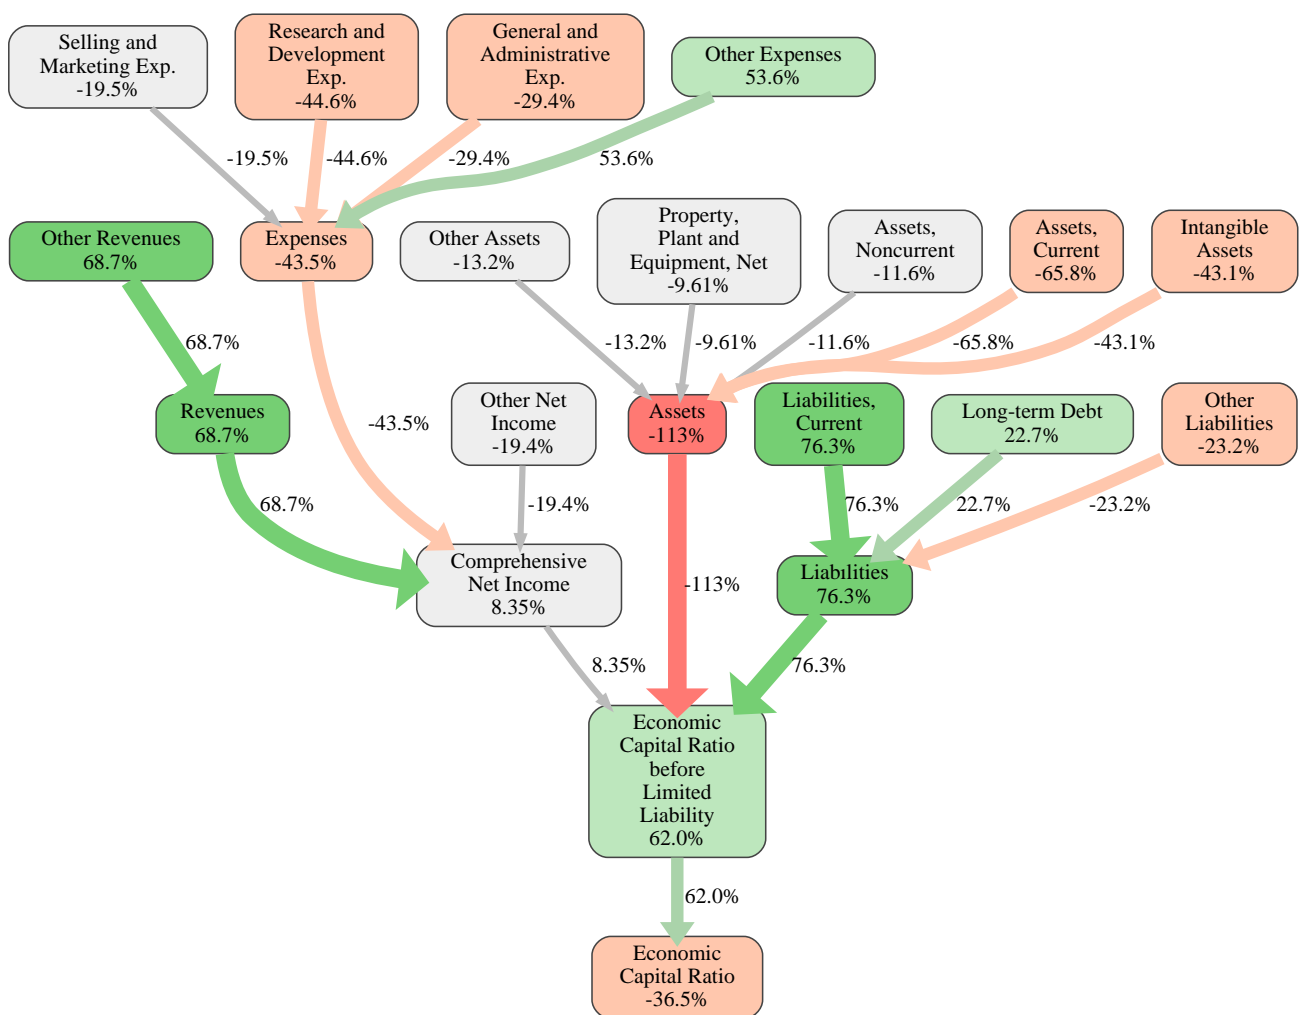 Selling and
Marketing Exp.
-19.5%
Research and
Development
Exp.
-44.6%
General and
Administrative
Exp.
-29.4%
Other Expenses
53.6%
-19.5%
-44.6%
-29.4%
53.6%
Other Revenues
68.7%
Expenses
-43.5%
Other Assets
-13.2%
Property,
Plant and
Equipment, Net
-9.61%
Assets,
Noncurrent
-11.6%
Assets,
Current
-65.8%
Intangible
Assets
-43.1%
68.7%
-13.2%
-9.61%
-11.6%
-65.8%
-43.1%
Revenues
68.7%
-43.5%
Other Net
Income
-19.4%
Assets
-113%
Liabilities,
Current
76.3%
Long-term Debt
22.7%
Other
Liabilities
-23.2%
68.7%
-19.4%
76.3%
22.7%
-23.2%
Comprehensive
Net Income
8.35%
-113%
Liabilities
76.3%
8.35%
76.3%
Economic
Capital Ratio
before
Limited
Liability
62.0%
62.0%
Economic
Capital Ratio
-36.5%